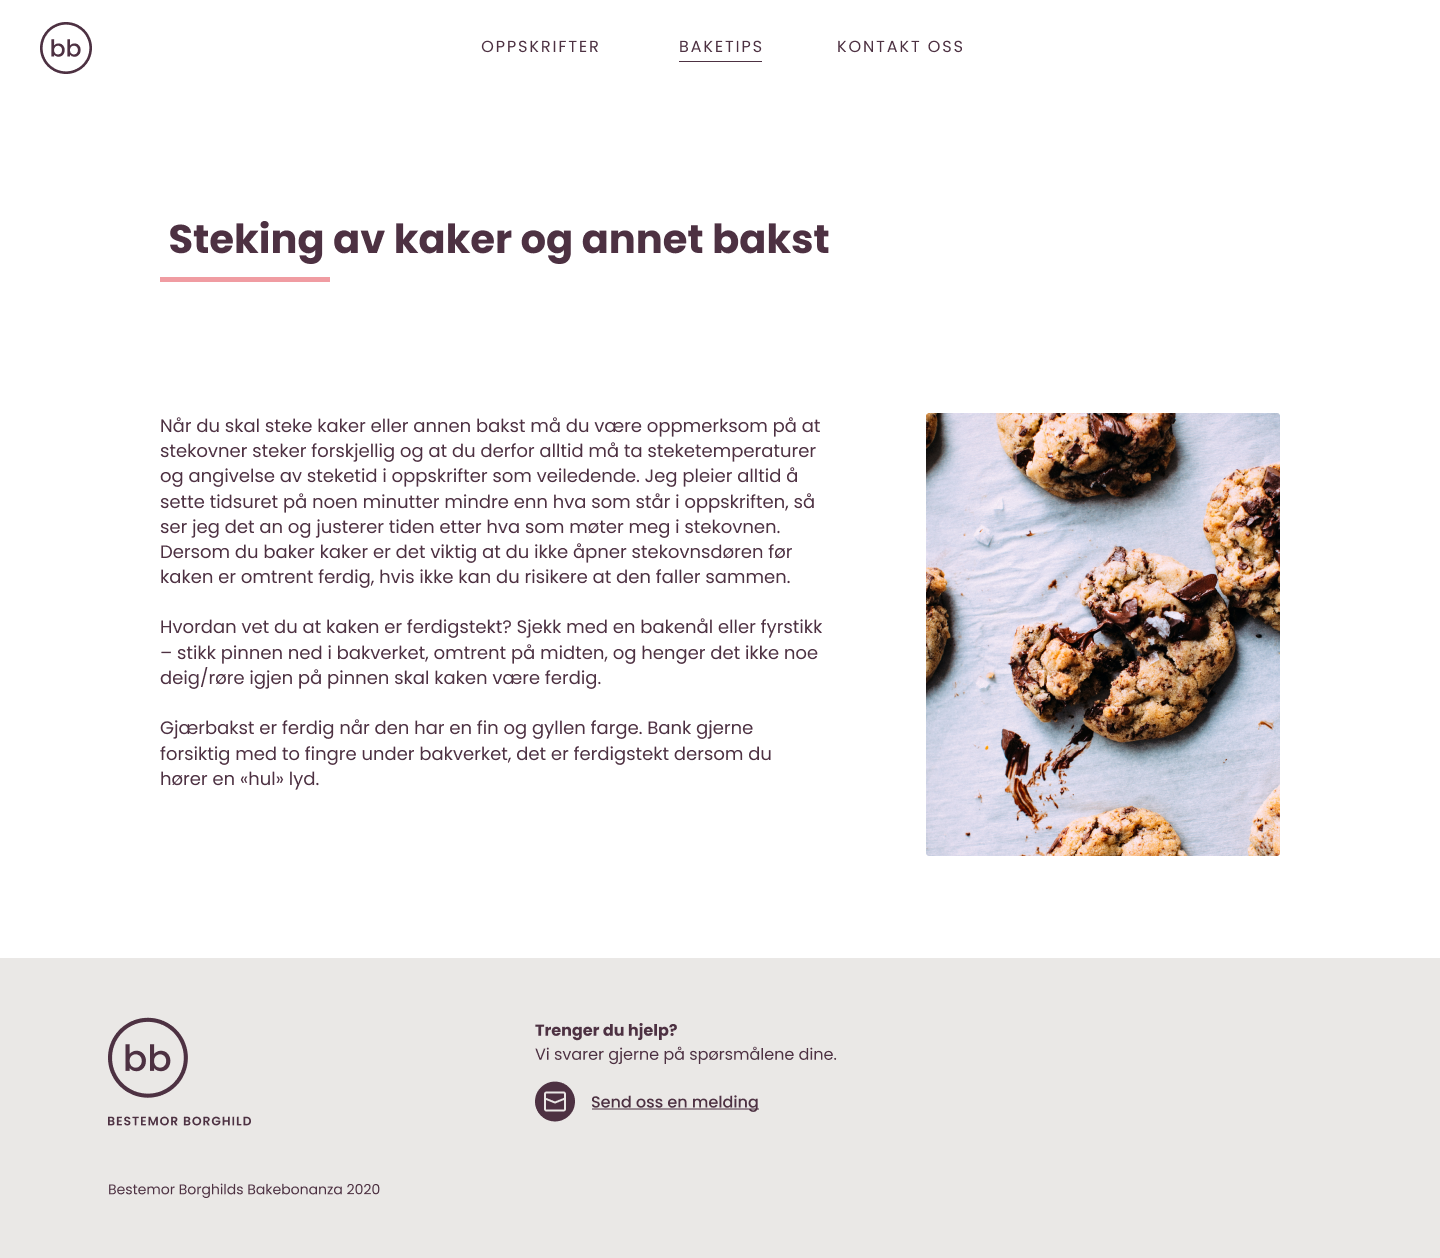 bb
OPPSKRIFTER
BAKETIPS
KONTAKT OSS
Steking av kaker og annet bakst
Når du skal steke kaker eller annen bakst må du være oppmerksom på at
stekovner steker forskjellig og at du derfor alltid må ta steketemperaturer
og angivelse av steketid i oppskrifter som veiledende. Jeg pleier alltid å
sette tidsuret på noen minutter mindre enn hva som står i oppskriften, så
ser jeg det an og justerer tiden etter hva som møter meg i stekovnen.
Dersom du baker kaker er det viktig at du ikke åpner stekovnsdøren før
kaken er omtrent ferdig, hvis ikke kan du risikere at den faller sammen.
Hvordan vet du at kaken er ferdigstekt? Sjekk med en bakenål eller fyrstikk
– stikk pinnen ned i bakverket, omtrent på midten, og henger det ikke noe
deig/røre igjen på pinnen skal kaken være ferdig.
Gjærbakst er ferdig når den har en fin og gyllen farge. Bank gjerne
forsiktig med to fingre under bakverket, det er ferdigstekt dersom du
hører en «hul» lyd.
bb
BESTEMOR BORGHILD
Trenger du hjelp?
Vi svarer gjerne på spørsmålene dine.
Send oss en melding
Bestemor Borghilds Bakebonanza 2020